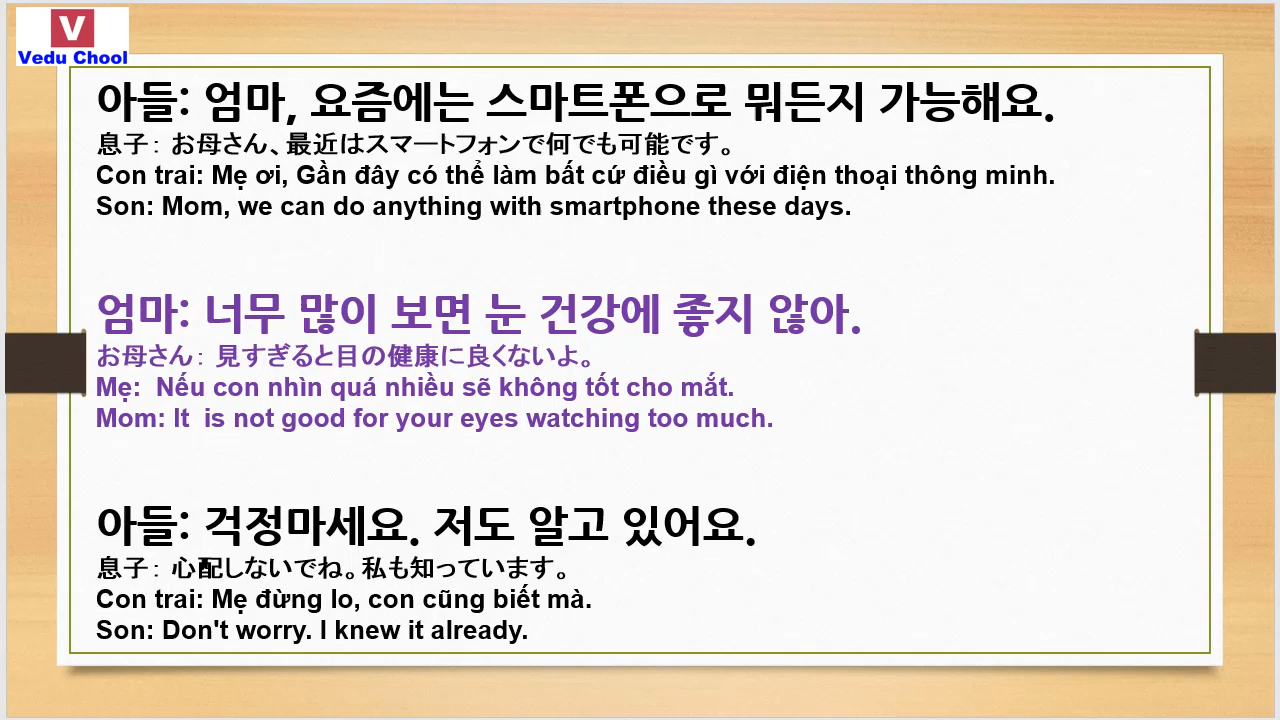 V
Vedu Chool
아들: 엄마, 요즘에는 스마트폰으로 뭐든지 가능해요.
息子： お母さん、最近はスマートフォンで何でも可能です。
Con trai: Mẹ ơi, Gần đây có thể làm bất cứ điều gì với điện thoại thông minh.
Son: Mom, we can do anything with smartphone these days.
엄마: 너무 많이 보면 눈 건강에 좋지 않아.
お母さん： 見すぎると目の健康に良くないよ。
Mẹ:  Nếu con nhìn quá nhiều sẽ không tốt cho mắt.
Mom: It  is not good for your eyes watching too much.
아들: 걱정마세요. 저도 알고 있어요.
息子： 心配しないでね。私も知っています。
Con trai: Mẹ đừng lo, con cũng biết mà.
Son: Don't worry. I knew it already.